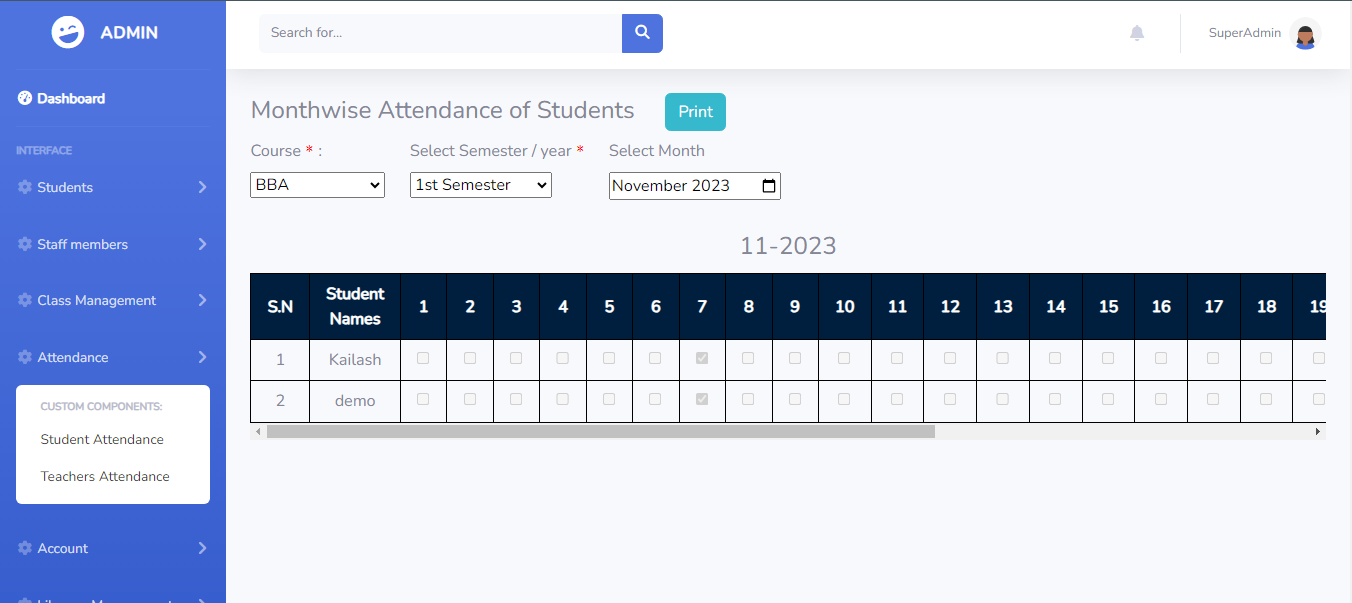 ADMIN
Dashboard
INTERFACE
Students
Staff members
Class Management
Attendance
CUSTOM COMPONENTS:
Student Attendance
Teachers Attendance
Account
Search for...
SuperAdmin
Monthwise Attendance of Students Print
Course * : Select Semester / year * Select Month
BBA 1st Semester November 2023
11-2023
S.N Student Names 1 2 3 4 5 6 7 8 9 10 11 12 13 14 15 16 17 18 19
1 Kailash
2 demo